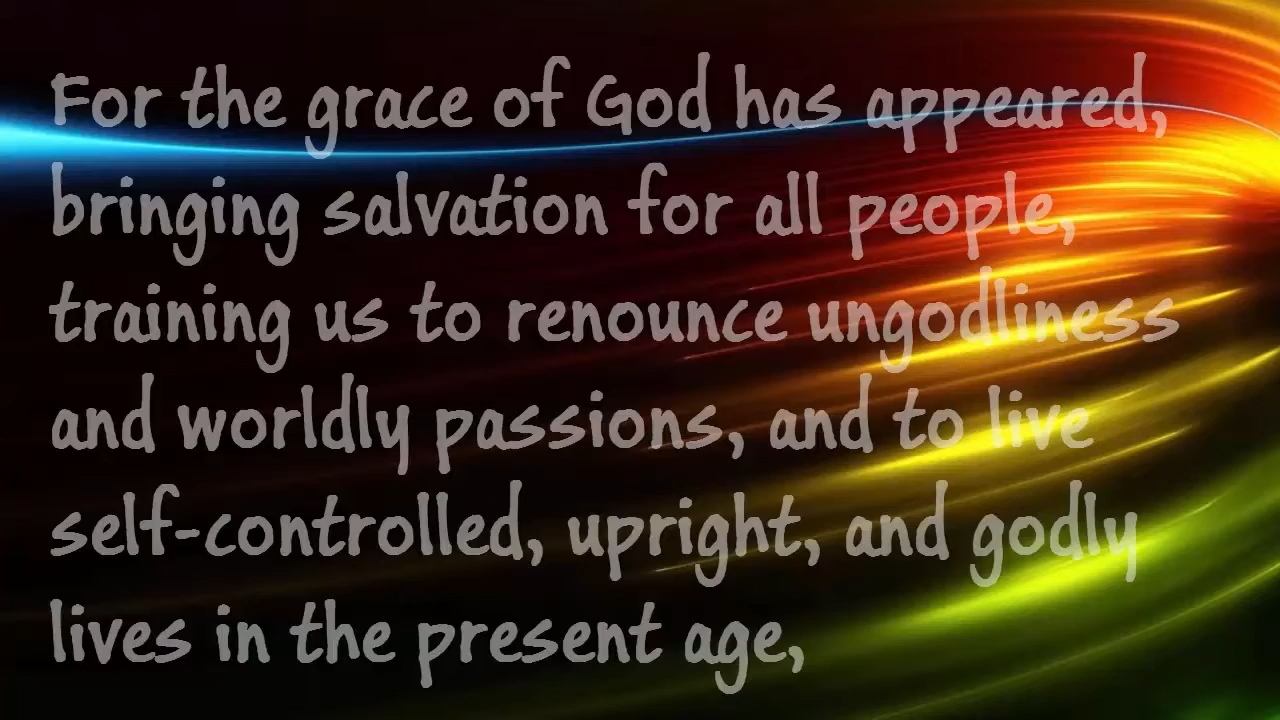 For the grace of God has appeared,
bringing salvation for all people,
training us to renounce ungodliness
and worldly passions, and to live
self-controlled, upright, and godly
lives in the present age,